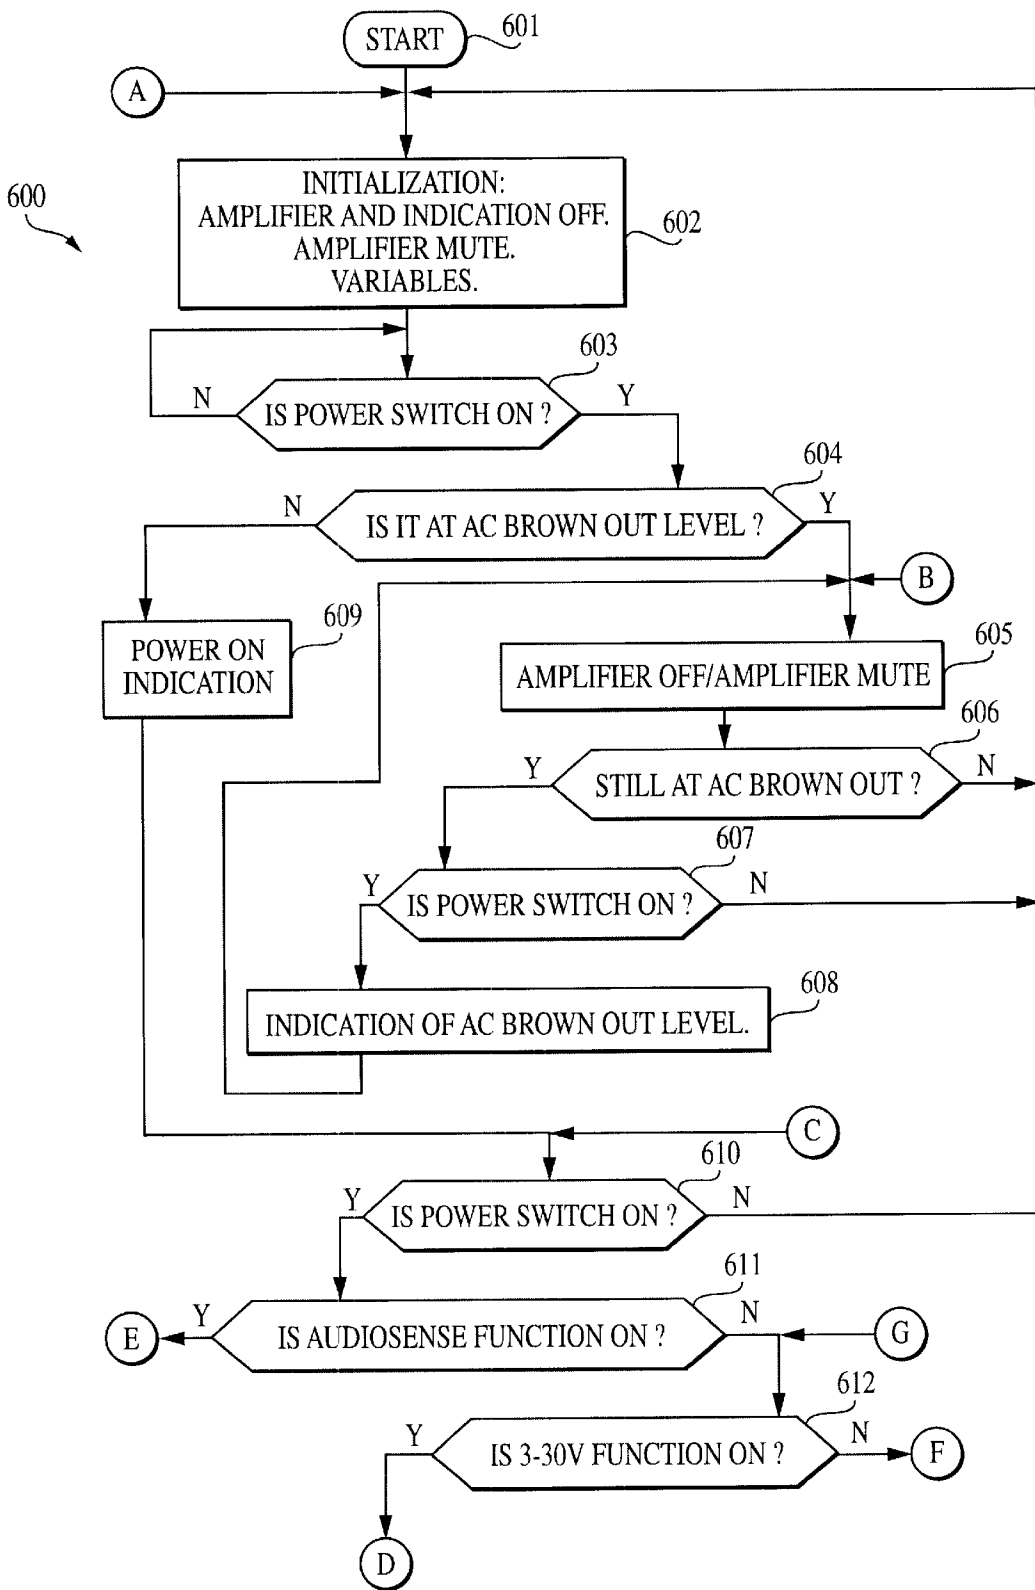 START
601
A
600
INITIALIZATION:
AMPLIFIER AND INDICATION OFF.
AMPLIFIER MUTE.
VARIABLES.
602
603
N
IS POWER SWITCH ON ?
Y
604
N
IS IT AT AC BROWN OUT LEVEL ?
Y
B
609
POWER ON
INDICATION
605
AMPLIFIER OFF/AMPLIFIER MUTE
606
Y
STILL AT AC BROWN OUT ?
N
607
Y
IS POWER SWITCH ON ?
N
608
INDICATION OF AC BROWN OUT LEVEL.
C
610
Y
IS POWER SWITCH ON ?
N
611
E
Y
IS AUDIOSENSE FUNCTION ON ?
N
G
612
Y
IS 3-30V FUNCTION ON ?
N
F
D